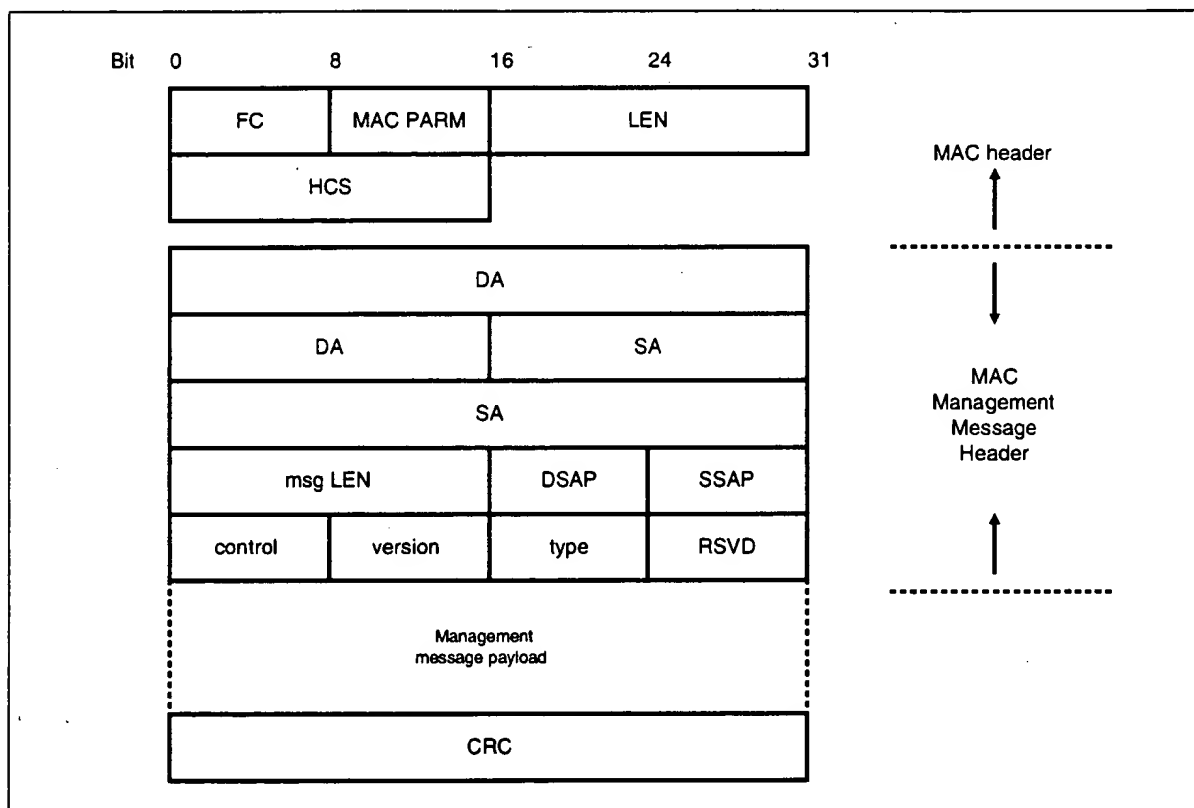 Bit 0 8 16 24 31
FC MAC PARM LEN
MAC header
HCS
DA
DA SA
MAC
Management
Message
Header
SA
msg LEN DSAP SSAP
control version type RSVD
Management
message payload
CRC